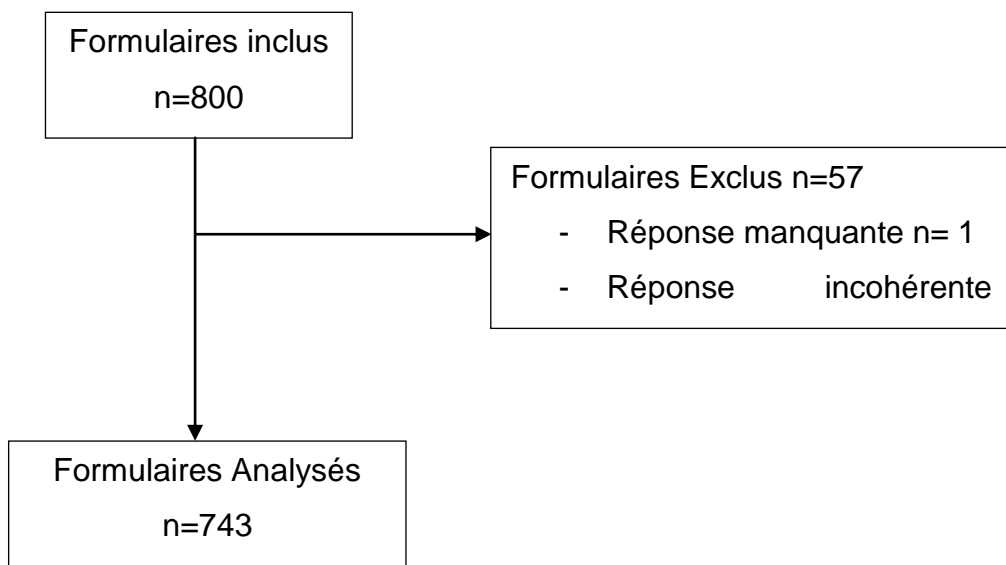 Formulaires inclus
n=800
Formulaires Exclus n=57
- Réponse manquante n= 1
- Réponse incohérente
Formulaires Analysés
n=743